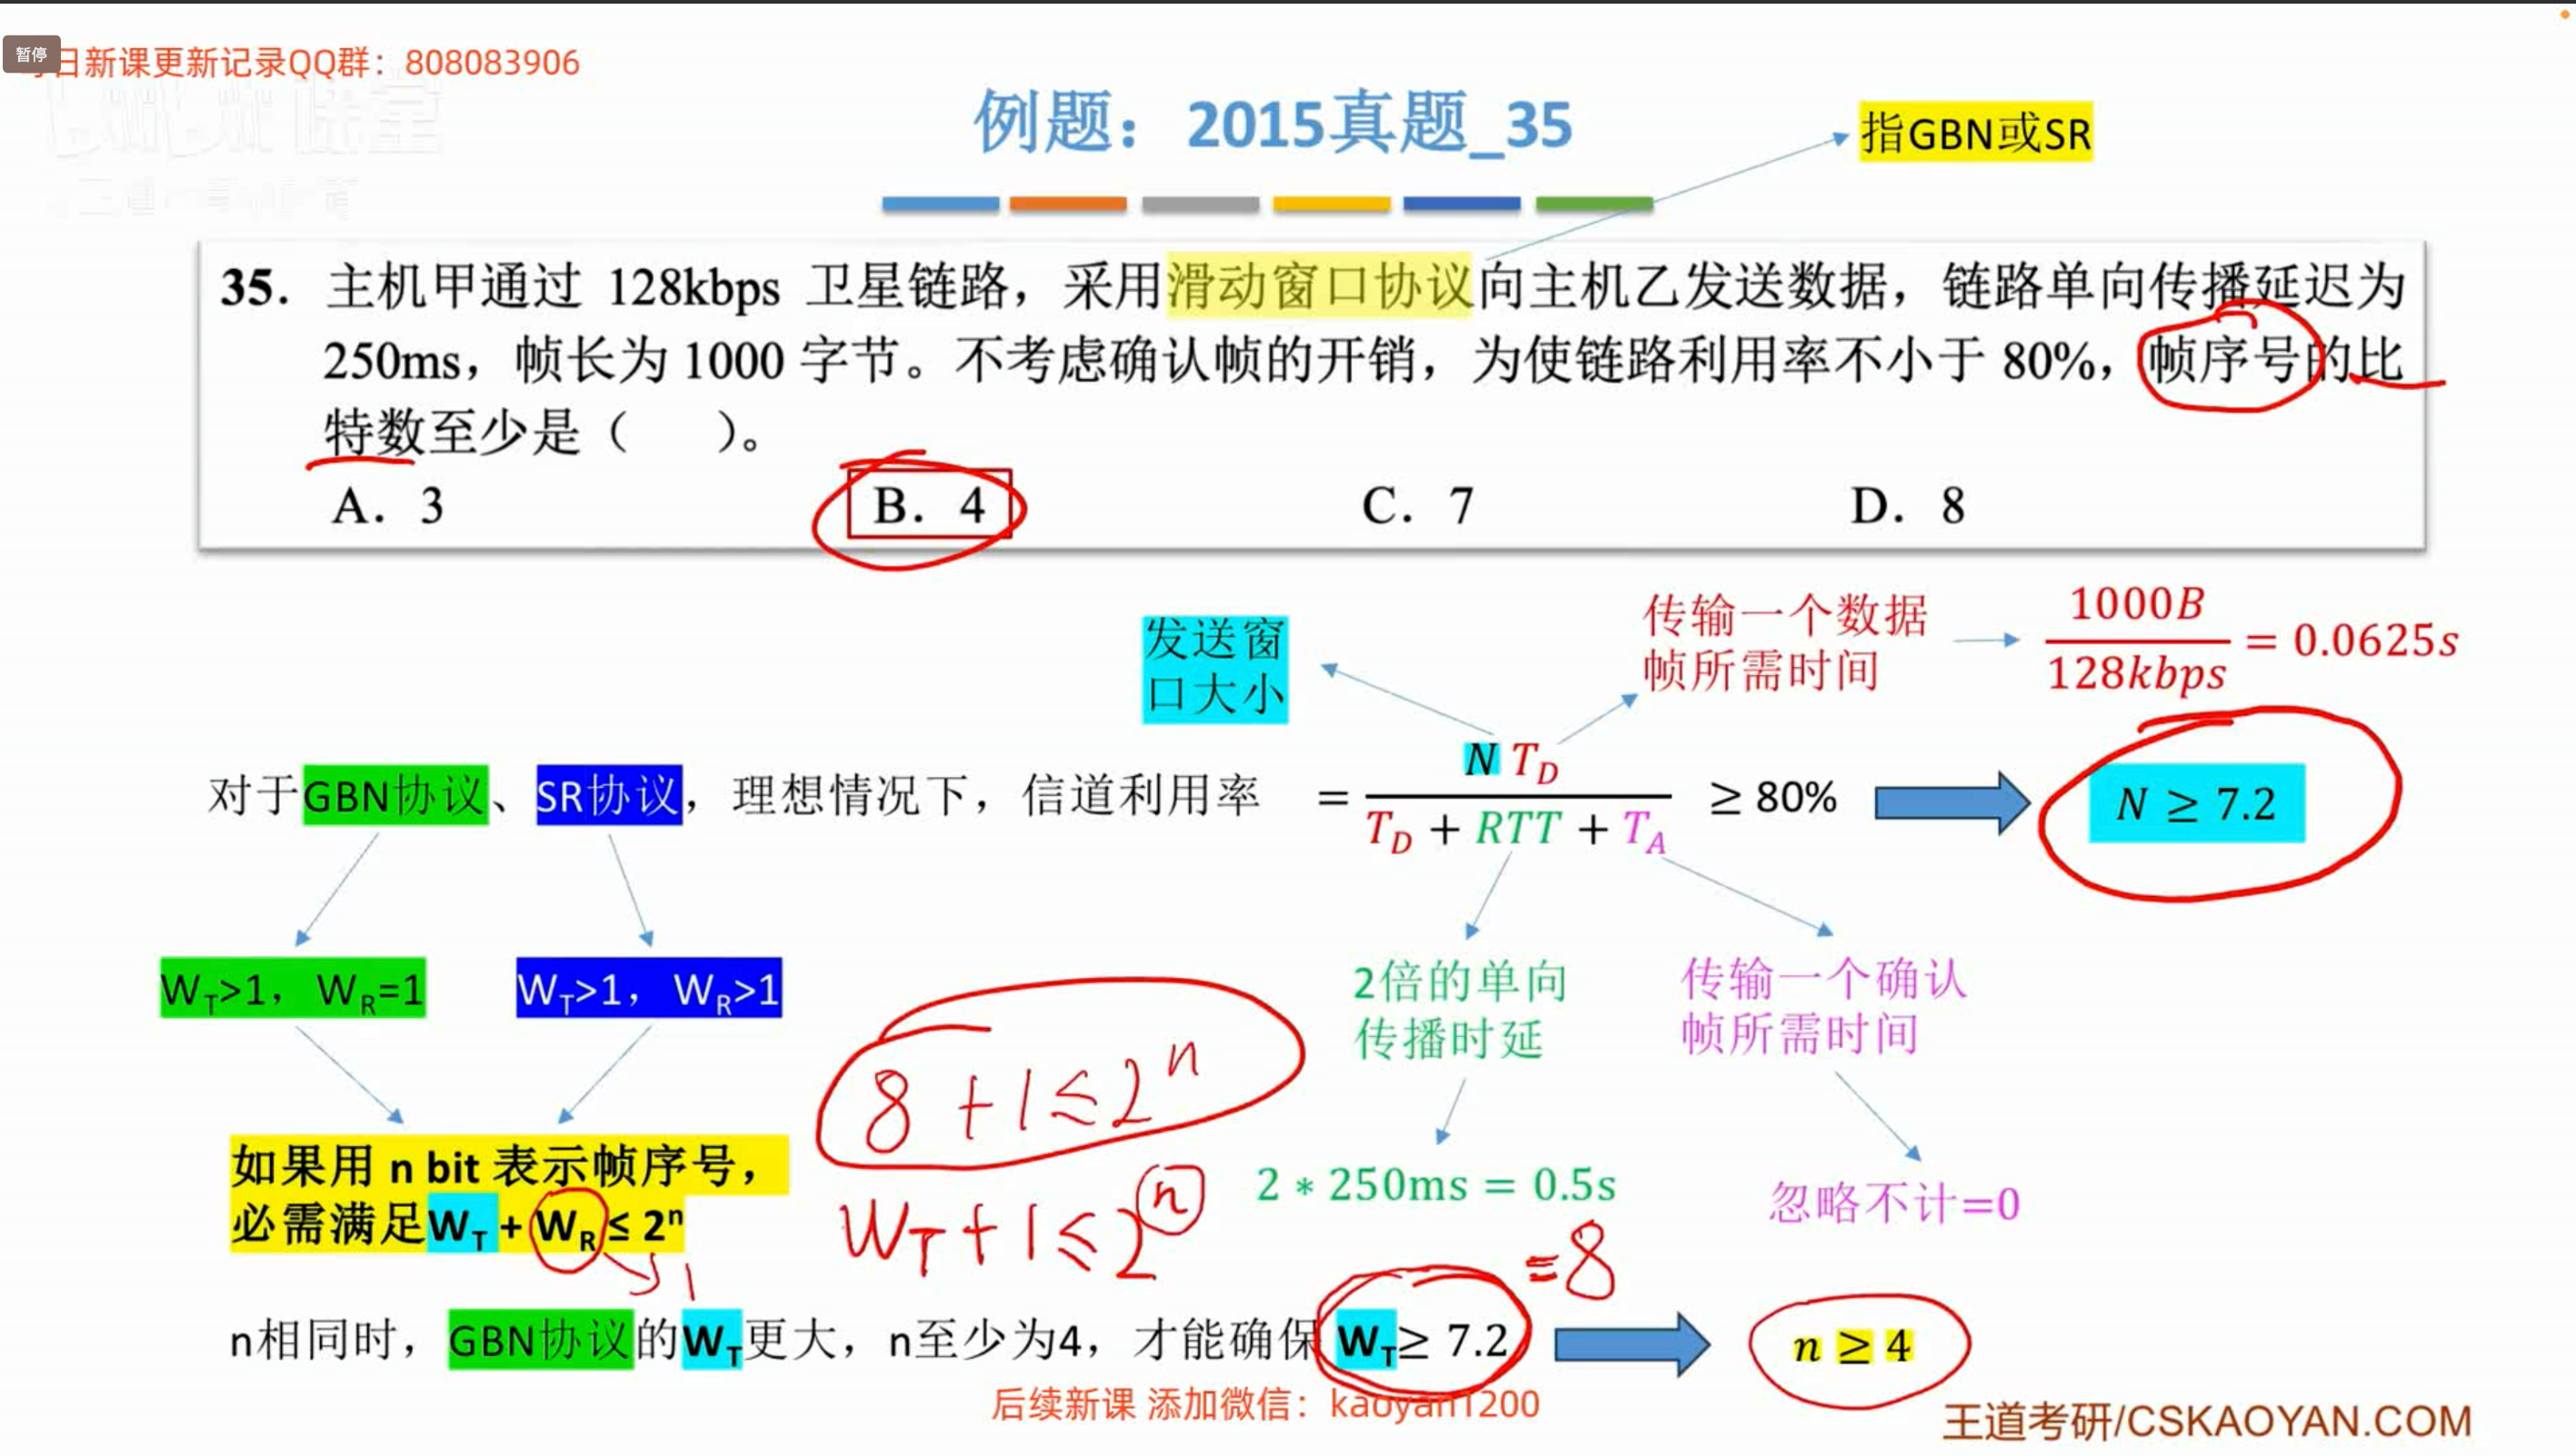 暂停
日新课更新记录QQ群：808083906
例题：2015真题_35
指GBN或SR
35. 主机甲通过 128kbps 卫星链路，采用滑动窗口协议向主机乙发送数据，链路单向传播延迟为
250ms，帧长为 1000 字节。不考虑确认帧的开销，为使链路利用率不小于 80%，帧序号的比
特数至少是（ ）。
A. 3 B. 4 C. 7 D. 8
发送窗
口大小
传输一个数据
帧所需时间
1000B
128kbps
= 0.0625s
对于GBN协议、SR协议，理想情况下，信道利用率
=
N T_D
T_D + RTT + T_A
≥ 80%
N ≥ 7.2
W_T>1， W_R=1
W_T>1， W_R>1
2倍的单向
传播时延
传输一个确认
帧所需时间
8+1≤2^n
如果用 n bit 表示帧序号，
必需满足W_T + W_R ≤ 2^n
1
W_T+1≤2^n
2 * 250ms = 0.5s
忽略不计=0
=8
n相同时，GBN协议的W_T更大，n至少为4，才能确保 W_T ≥ 7.2
n ≥ 4
后续新课 添加微信：kaoyan1200
王道考研/CSKAOYAN.COM